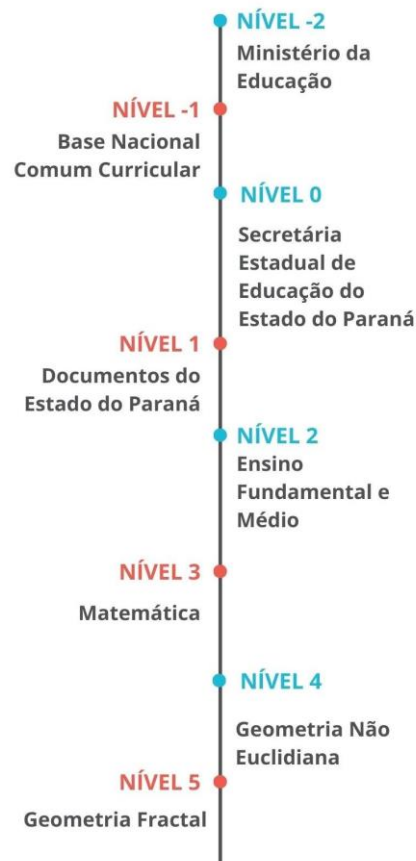 NÍVEL -2
Ministério da
Educação
NÍVEL -1
Base Nacional
Comum Curricular
NÍVEL 0
Secretária
Estadual de
Educação do
Estado do Paraná
NÍVEL 1
Documentos do
Estado do Paraná
NÍVEL 2
Ensino
Fundamental e
Médio
NÍVEL 3
Matemática
NÍVEL 4
Geometria Não
Euclidiana
NÍVEL 5
Geometria Fractal